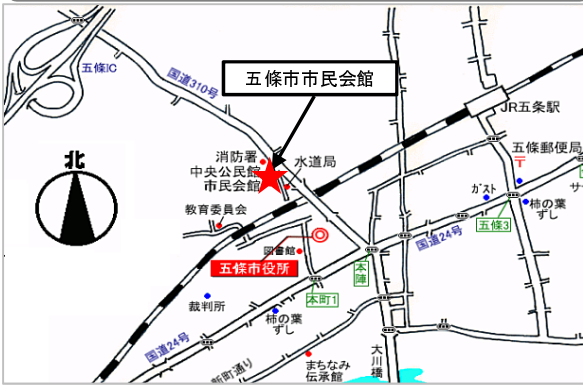 五條IC
国道310号
五條市市民会館
JR五条駅
五條郵便局
〒
サ
消防署
中央公民館
市民会館
水道局
北
教育委員会
ガスト
柿の葉
ずし
五條3
国道24号
図書館
五條市役所
本陣
本町1
裁判所
柿の葉
ずし
国道24号
新町通り
まちなみ
伝承館
大川橋